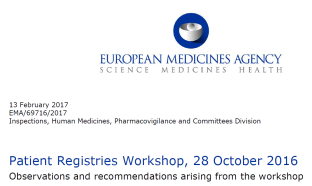 EUROPEAN MEDICINES AGENCY
SCIENCE MEDICINES HEALTH
13 February 2017
EMA/69716/2017
Inspections, Human Medicines, Pharmacovigilance and Committees Division
Patient Registries Workshop, 28 October 2016
Observations and recommendations arising from the workshop